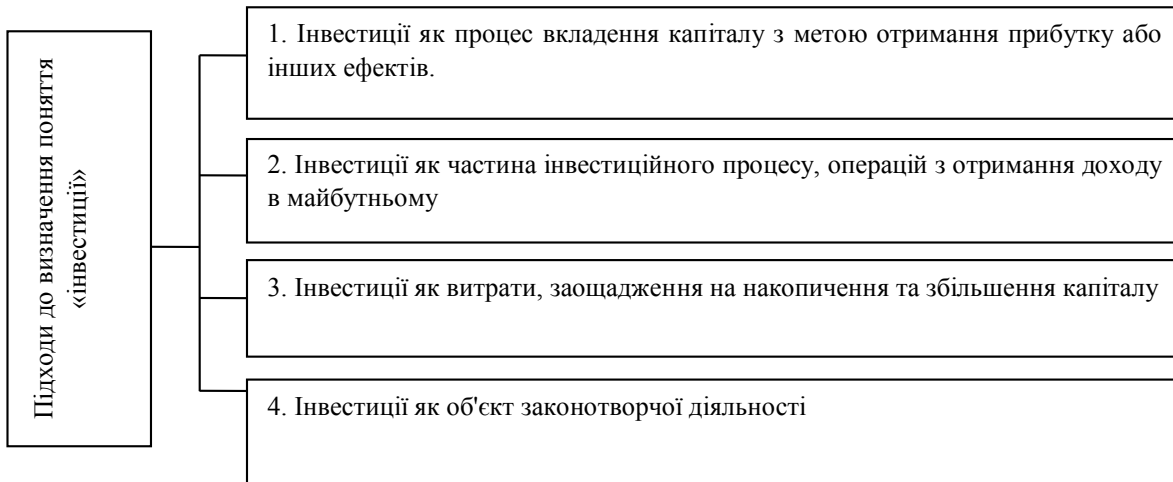 Підходи до визначення поняття
«інвестиції»
1. Інвестиції як процес вкладення капіталу з метою отримання прибутку або
інших ефектів.
2. Інвестиції як частина інвестиційного процесу, операцій з отримання доходу
в майбутньому
3. Інвестиції як витрати, заощадження на накопичення та збільшення капіталу
4. Інвестиції як об'єкт законотворчої діяльності